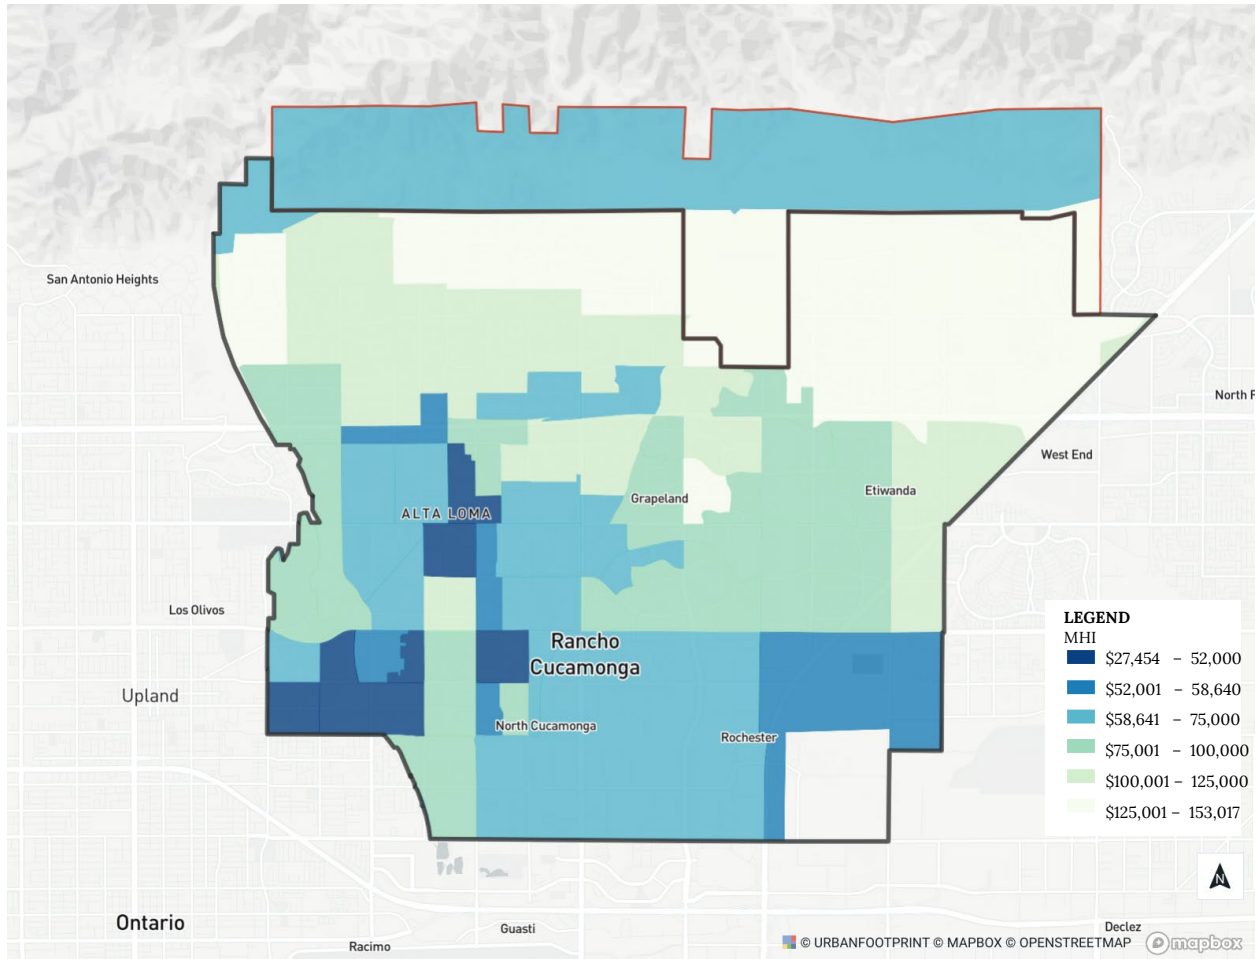 San Antonio Heights
North F
West End
Etiwanda
Grapeland
ALTA LOMA
Los Olivos
LEGEND
MHI
$27,454 – 52,000
$52,001 – 58,640
$58,641 – 75,000
$75,001 – 100,000
$100,001 – 125,000
$125,001 – 153,017
Rancho
Cucamonga
Upland
North Cucamonga
Rochester
N
Ontario
Guasti
Declez
Racimo
© URBANFOOTPRINT © MAPBOX © OPENSTREETMAP
mapbox